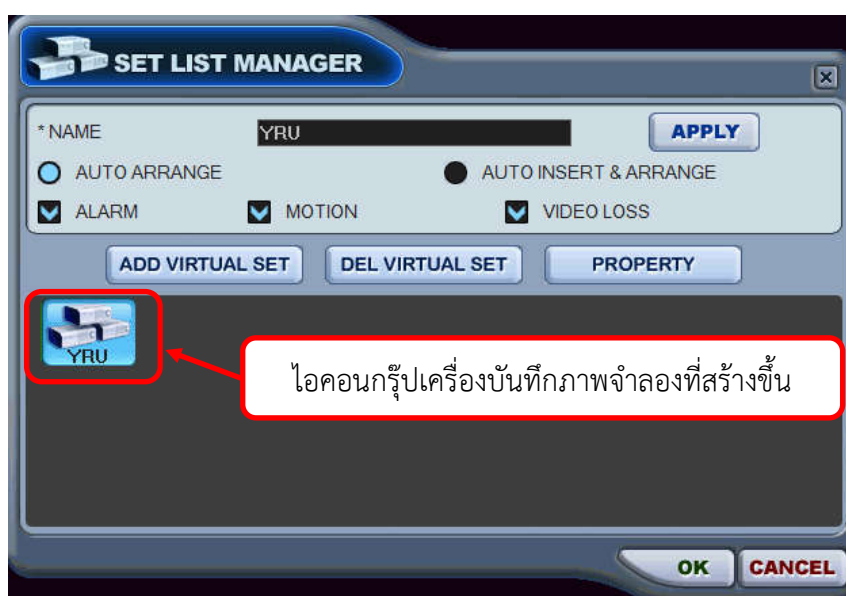 SET LIST MANAGER
* NAME YRU APPLY
AUTO ARRANGE AUTO INSERT & ARRANGE
ALARM MOTION VIDEO LOSS
ADD VIRTUAL SET DEL VIRTUAL SET PROPERTY
YRU
ไอคอนกรุ๊ปเครื่องบันทึกภาพจำลองที่สร้างขึ้น
OK CANCEL